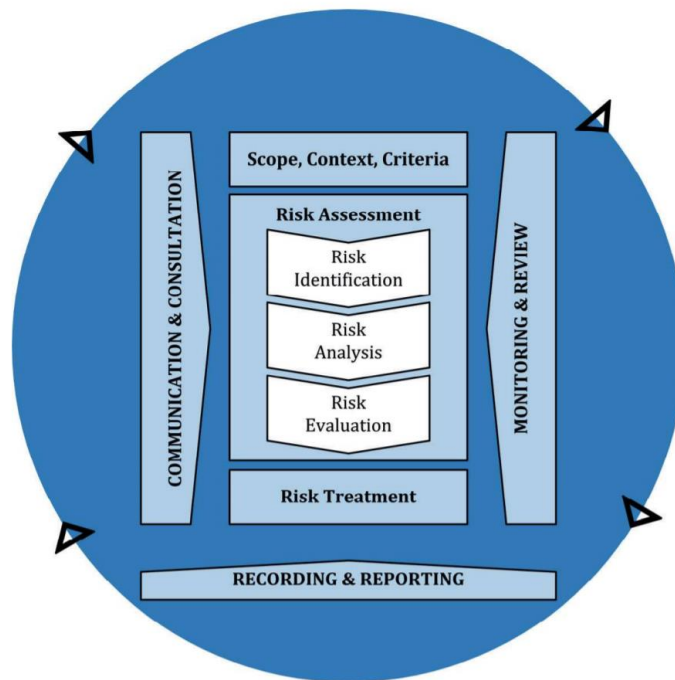 Scope, Context, Criteria
Risk Assessment
Risk
Identification
Risk
Analysis
Risk
Evaluation
Risk Treatment
COMMUNICATION & CONSULTATION
MONITORING & REVIEW
RECORDING & REPORTING